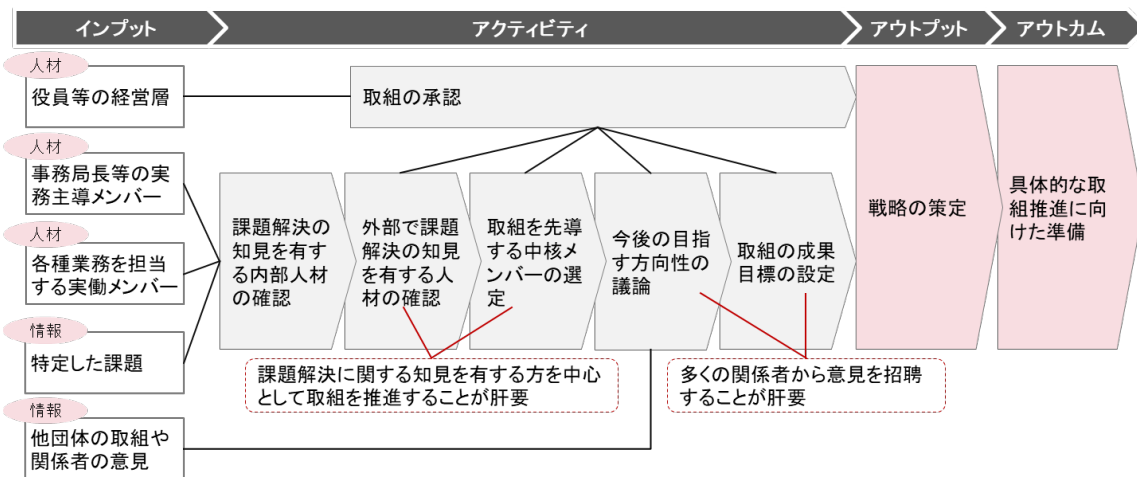 インプット
アクティビティ
アウトプット
アウトカム
人材
役員等の経営層
取組の承認
人材
事務局長等の実
務主導メンバー
人材
各種業務を担当
する実働メンバー
情報
特定した課題
情報
他団体の取組や
関係者の意見
課題解決の
知見を有す
る内部人材
の確認
外部で課題
解決の知見
を有する人
材の確認
取組を先導
する中核メ
ンバーの選
定
今後の目指
す方向性の
議論
取組の成果
目標の設定
戦略の策定
具体的な取
組推進に向
けた準備
課題解決に関する知見を有する方を中心
として取組を推進することが肝要
多くの関係者から意見を招聘
することが肝要